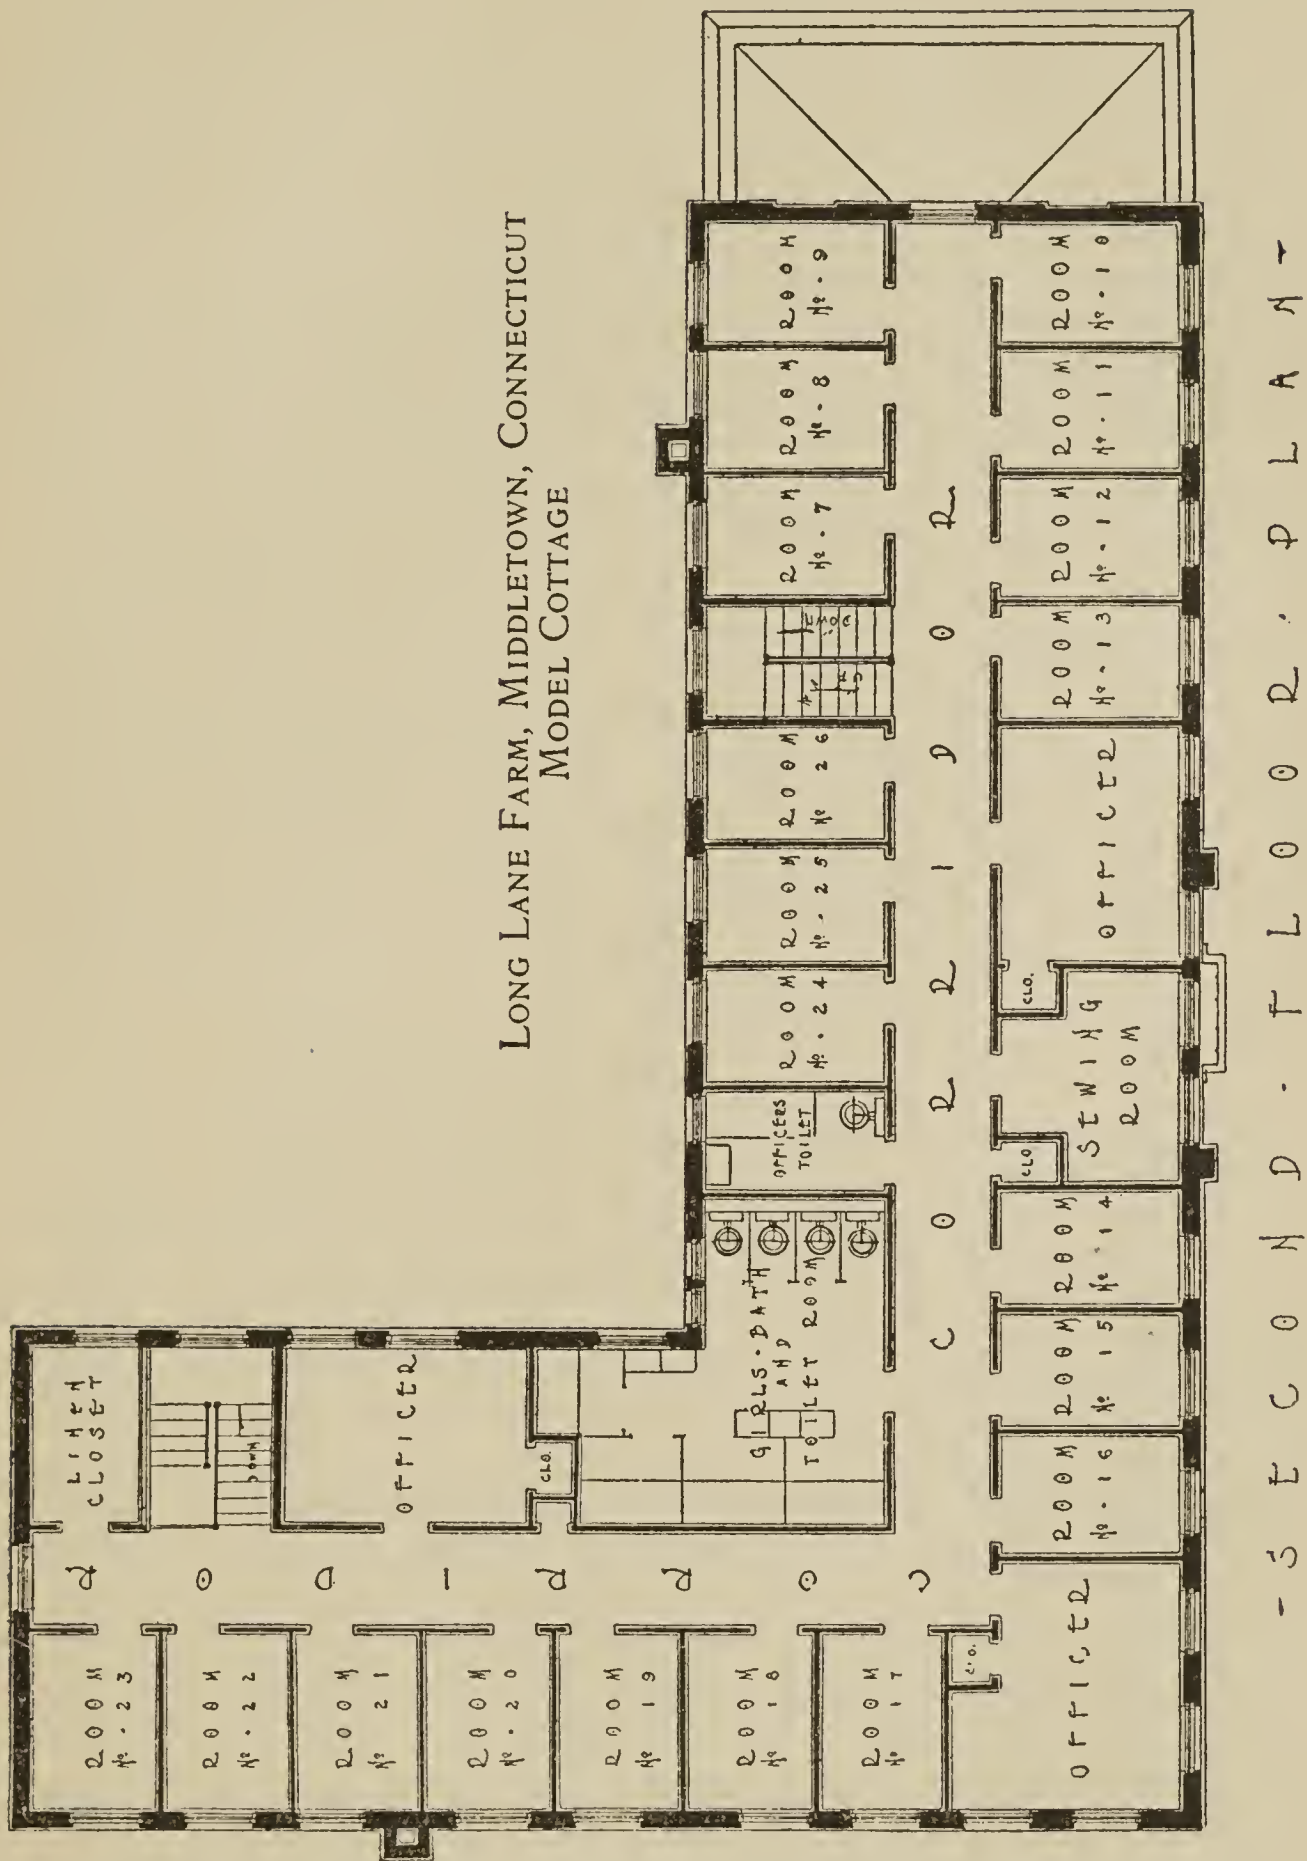 LONG LANE FARM, MIDDLETOWN, CONNECTICUT
MODEL COTTAGE
LINEN
CLOSET
DOWN
OFFICER
CLO.
GIRLS-BATH
AND
TOILET ROOM
OFFICERS
TOILET
ROOM
Nº. 24
ROOM
Nº. 25
ROOM
Nº 26
DOWN
ROOM
Nº. 7
ROOM
Nº. 8
ROOM
Nº. 9
CORRIDOR
CORRIDOR
ROOM
Nº. 23
ROOM
Nº. 22
ROOM
Nº 21
ROOM
Nº. 20
ROOM
Nº 19
ROOM
Nº 18
ROOM
Nº 17
CLO.
OFFICER
ROOM
Nº. 16
ROOM
Nº 15
ROOM
Nº 14
CLO
SEWING
ROOM
CLO.
OFFICER
ROOM
Nº. 13
ROOM
Nº. 12
ROOM
Nº. 11
ROOM
Nº. 10
- SECOND · FLOOR · PLAN -